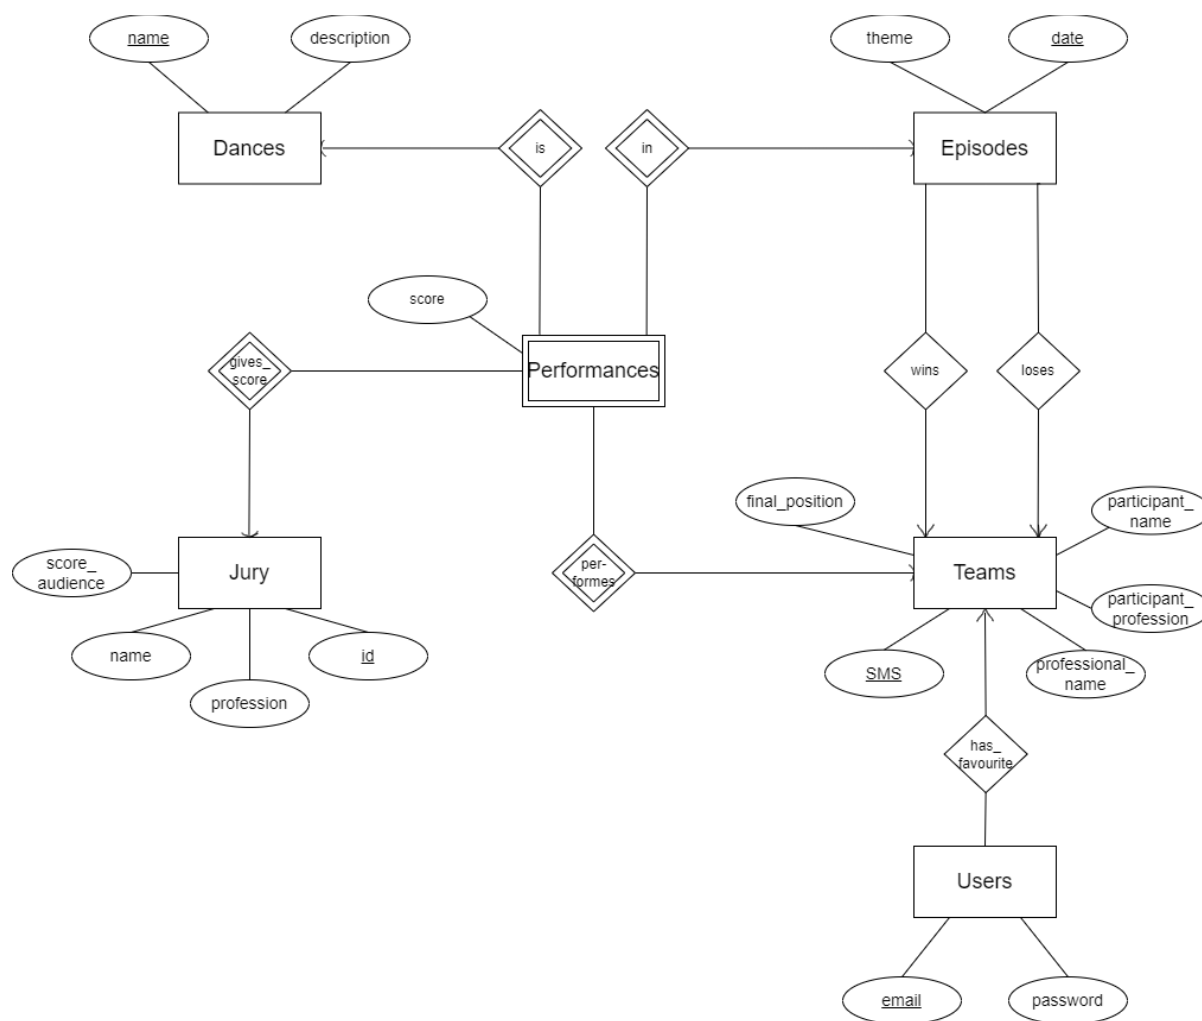 name
description
theme
date
Dances
is
in
Episodes
score
gives_
score
Performances
wins
loses
final_position
participant_
name
score_
audience
Jury
per-
formes
Teams
participant_
profession
name
id
SMS
professional_
name
profession
has_
favourite
Users
email
password